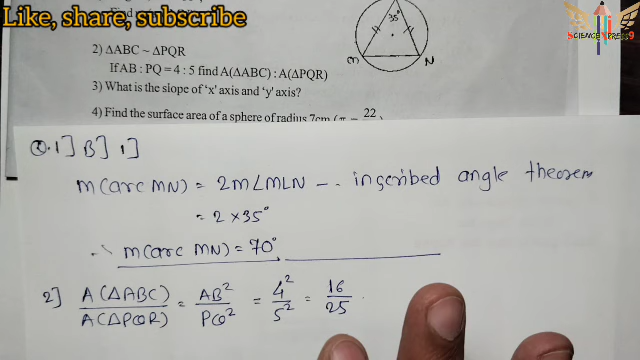 Like, share, subscribe
35°
M N
SCIENCEXPRESS9
2) ΔABC ~ ΔPQR
If AB : PQ = 4 : 5 find A(ΔABC) : A(ΔPQR)
3) What is the slope of 'x' axis and 'y' axis?
4) Find the surface area of a sphere of radius 7cm (π = 22
Q.1] B] 1]
m(arc MN) = 2m∠MLN -- inscribed angle theorem
= 2 × 35°
∴ m(arc MN) = 70°
2] A(ΔABC) / A(ΔPQR) = AB² / PQ² = 4² / 5² = 16 / 25